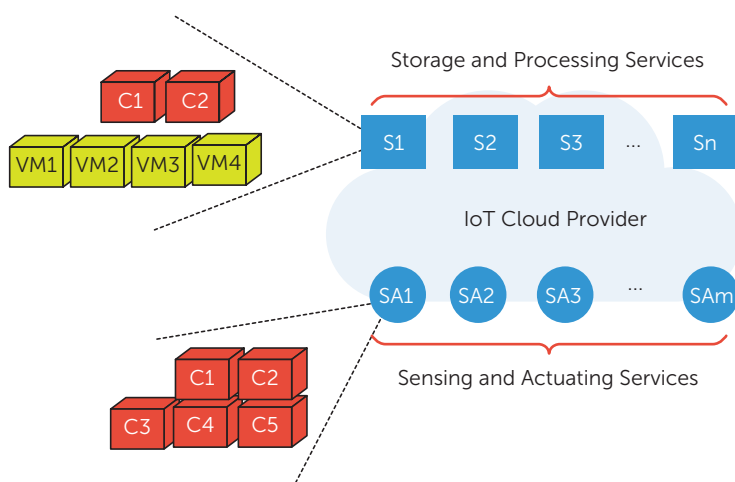 Storage and Processing Services
C1 C2
VM1 VM2 VM3 VM4
S1 S2 S3 ... Sn
IoT Cloud Provider
SA1 SA2 SA3 ... SAm
C1 C2
C3 C4 C5
Sensing and Actuating Services